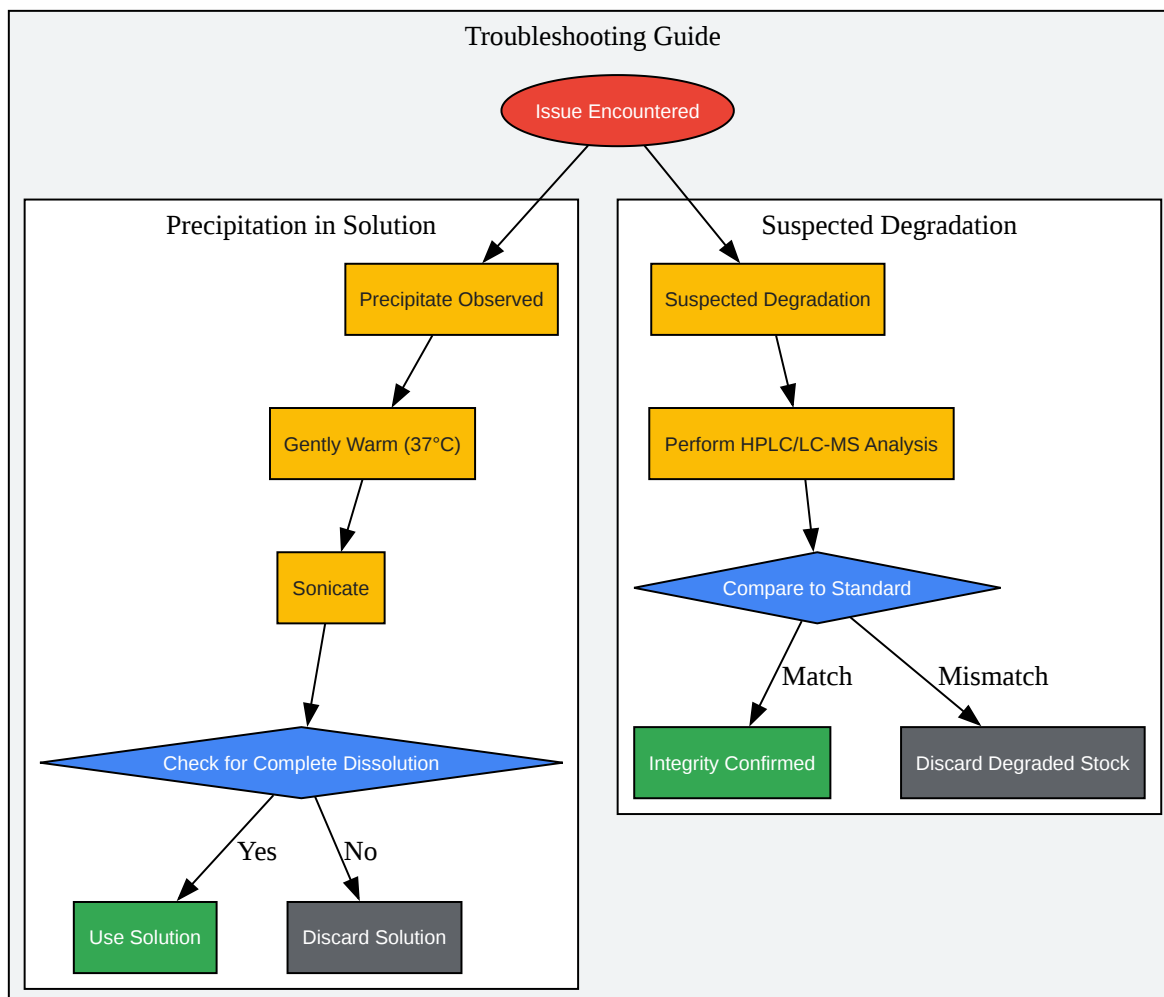 Troubleshooting Guide
Issue Encountered
Precipitation in Solution
Precipitate Observed
Gently Warm (37°C)
Sonicate
Check for Complete Dissolution
Yes
No
Use Solution
Discard Solution
Suspected Degradation
Suspected Degradation
Perform HPLC/LC-MS Analysis
Compare to Standard
Match
Mismatch
Integrity Confirmed
Discard Degraded Stock